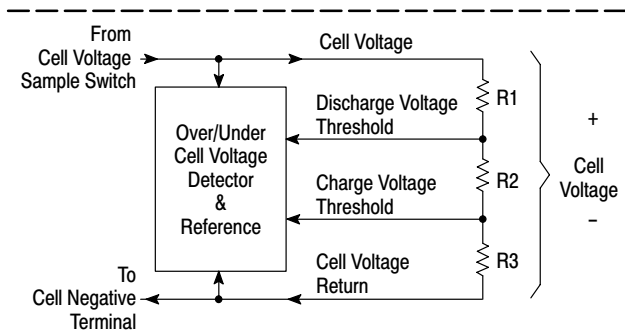 From
Cell Voltage
Sample Switch
Cell Voltage
R1
Discharge Voltage
Threshold
Over/Under
Cell Voltage
Detector
&
Reference
R2
Charge Voltage
Threshold
+
Cell
Voltage
−
R3
Cell Voltage
Return
To
Cell Negative
Terminal